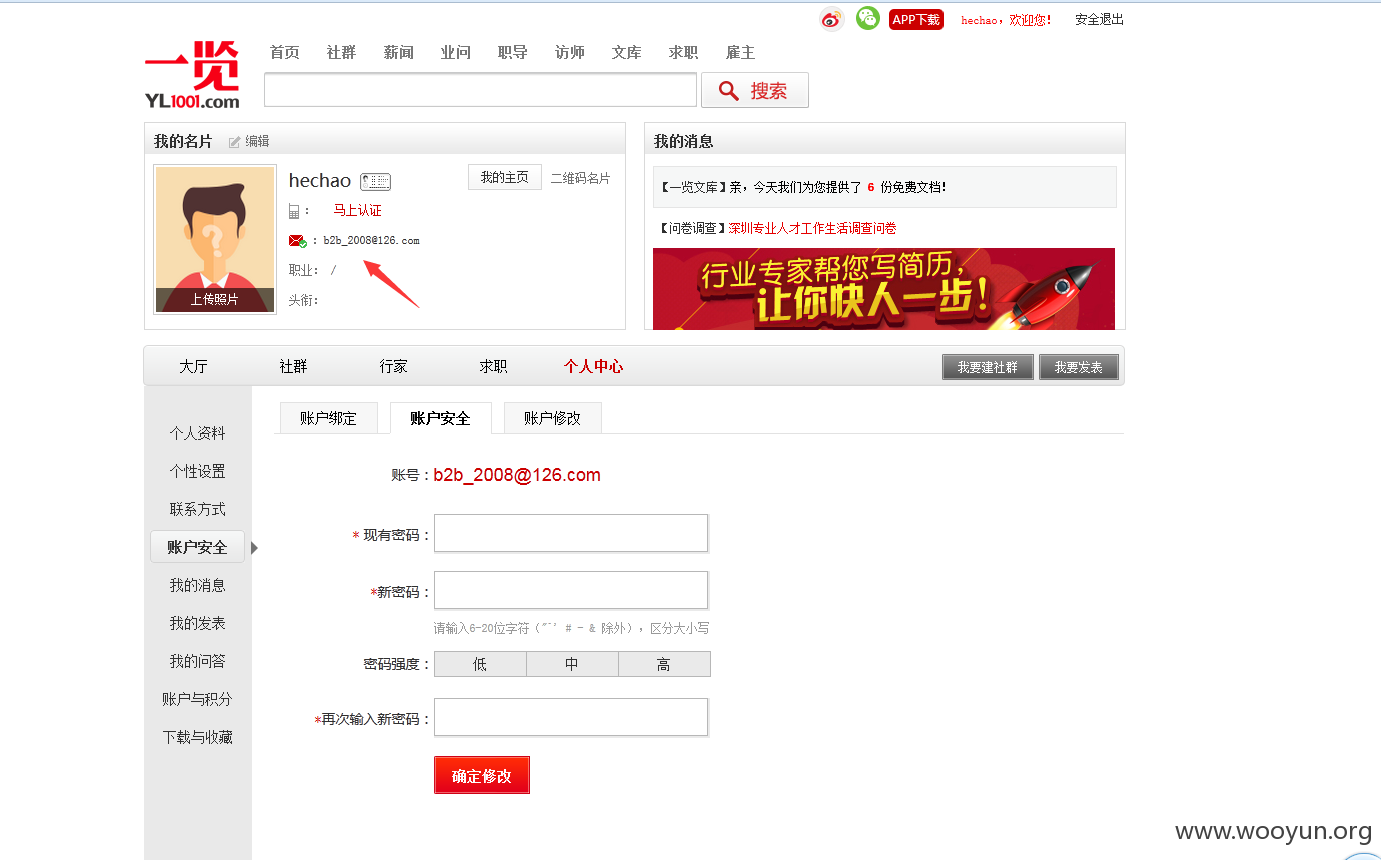 APP下载 hechao，欢迎您！ 安全退出
一览
YL1001.com
首页 社群 薪闻 业问 职导 访师 文库 求职 雇主
搜索
我的名片 编辑
hechao
我的主页 二维码名片
： 马上认证
：b2b_2008@126.com
职业： /
头衔：
上传照片
我的消息
【一览文库】亲，今天我们为您提供了 6 份免费文档！
【问卷调查】深圳专业人才工作生活调查问卷
行业专家帮您写简历，
让你快人一步！
大厅 社群 行家 求职 个人中心 我要建社群 我要发表
个人资料
个性设置
联系方式
账户安全
我的消息
我的发表
我的问答
账户与积分
下载与收藏
账户绑定 账户安全 账户修改
账号：b2b_2008@126.com
* 现有密码：
*新密码：
请输入6-20位字符（"`' # - & 除外），区分大小写
密码强度： 低 中 高
*再次输入新密码：
确定修改
www.wooyun.org